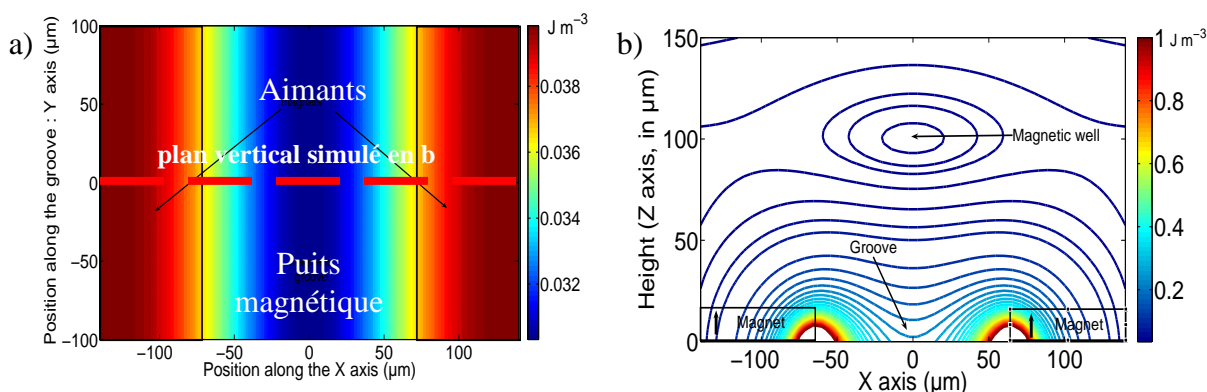 a)
Position along the groove : Y axis (µm)
100
50
0
−50
−100
−100
−50
0
50
100
Position along the X axis (µm)
Aimants
plan vertical simulé en b
Puits
magnétique
J m−3
0.038
0.036
0.034
0.032
b)
Height (Z axis, in µm)
150
100
50
0
−100
−50
0
50
100
X axis (µm)
Magnetic well
Groove
Magnet
Magnet
1 J m−3
0.8
0.6
0.4
0.2